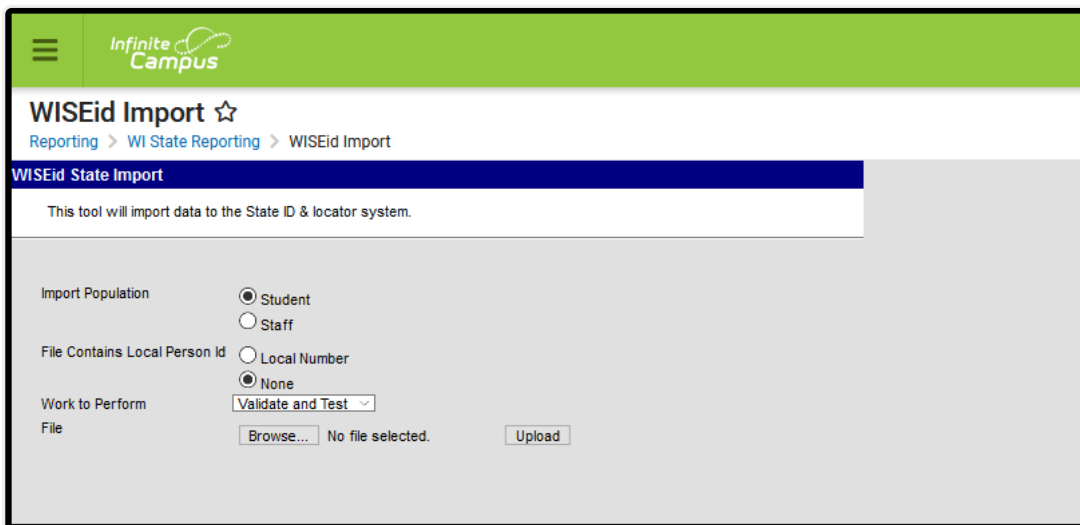 Infinite
Campus
WISEid Import
Reporting > WI State Reporting > WISEid Import
WISEid State Import
This tool will import data to the State ID & locator system.
Import Population
Student
Staff
File Contains Local Person Id
Local Number
None
Work to Perform
Validate and Test
File
Browse... No file selected. Upload